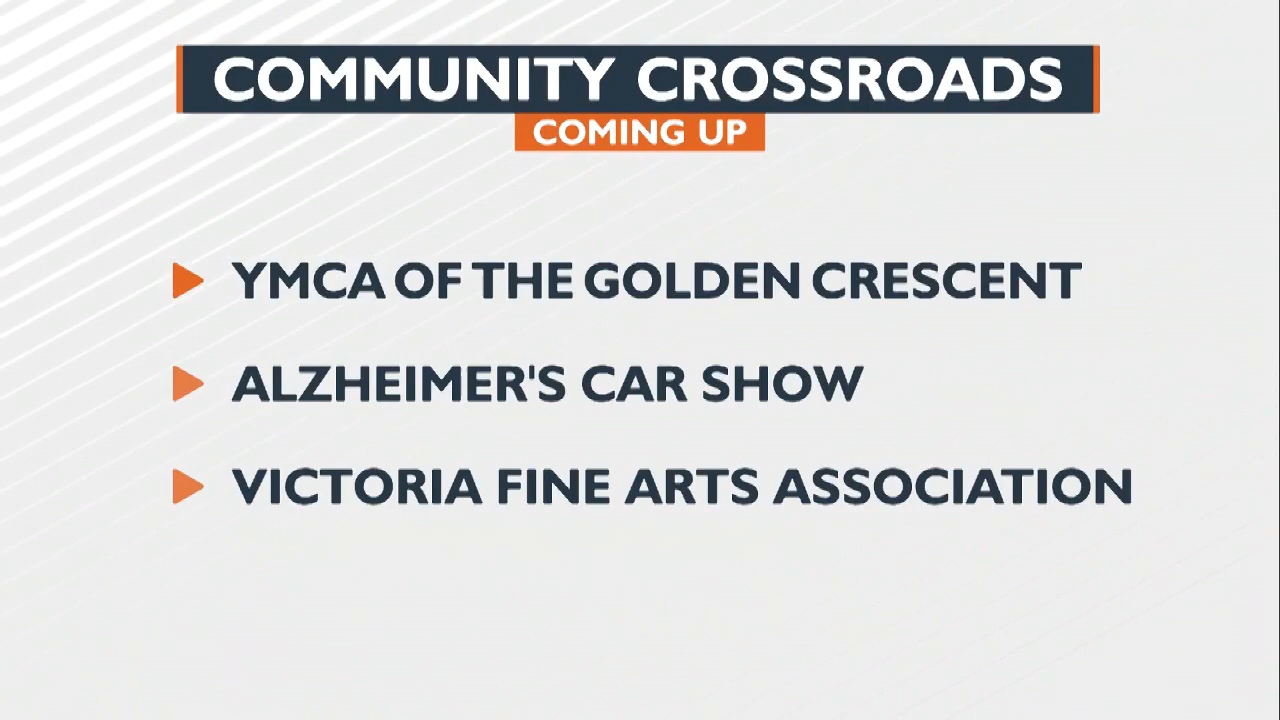 COMMUNITY CROSSROADS
COMING UP
YMCA OF THE GOLDEN CRESCENT
ALZHEIMER'S CAR SHOW
VICTORIA FINE ARTS ASSOCIATION